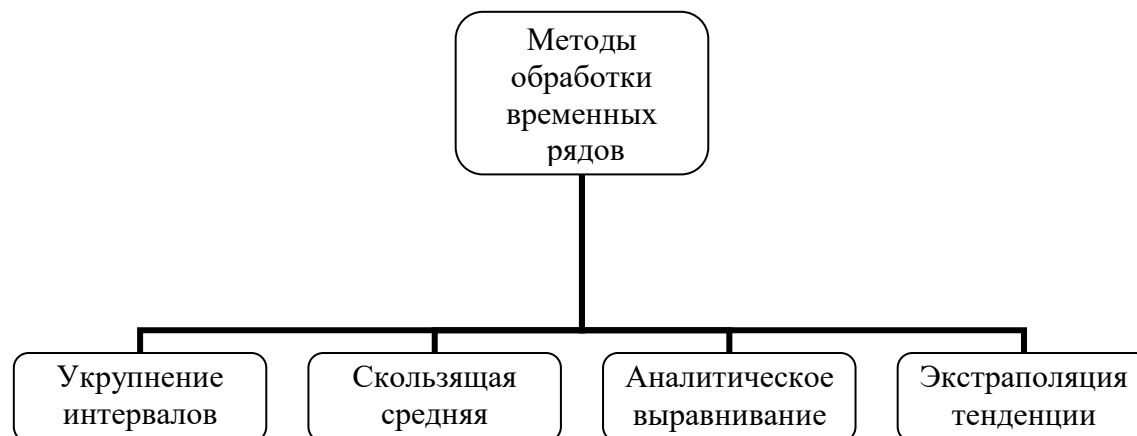 Методы
обработки
временных
рядов
Укрупнение
интервалов
Скользящая
средняя
Аналитическое
выравнивание
Экстраполяция
тенденции